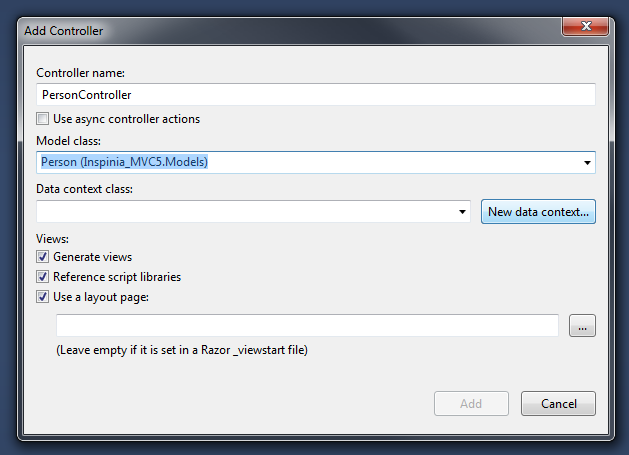 Add Controller
Controller name:
PersonController
Use async controller actions
Model class:
Person (Inspinia_MVC5.Models)
Data context class:
New data context...
Views:
Generate views
Reference script libraries
Use a layout page:
...
(Leave empty if it is set in a Razor _viewstart file)
Add Cancel